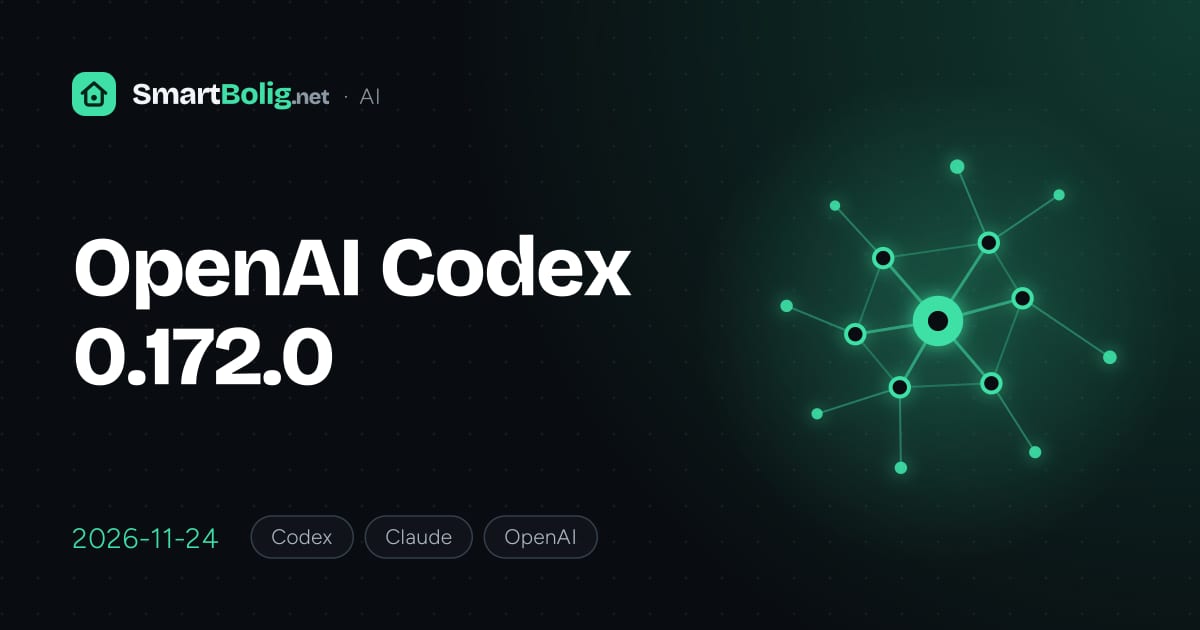 SmartBolig.net · AI
OpenAI Codex
0.172.0
2026-11-24
Codex
Claude
OpenAI